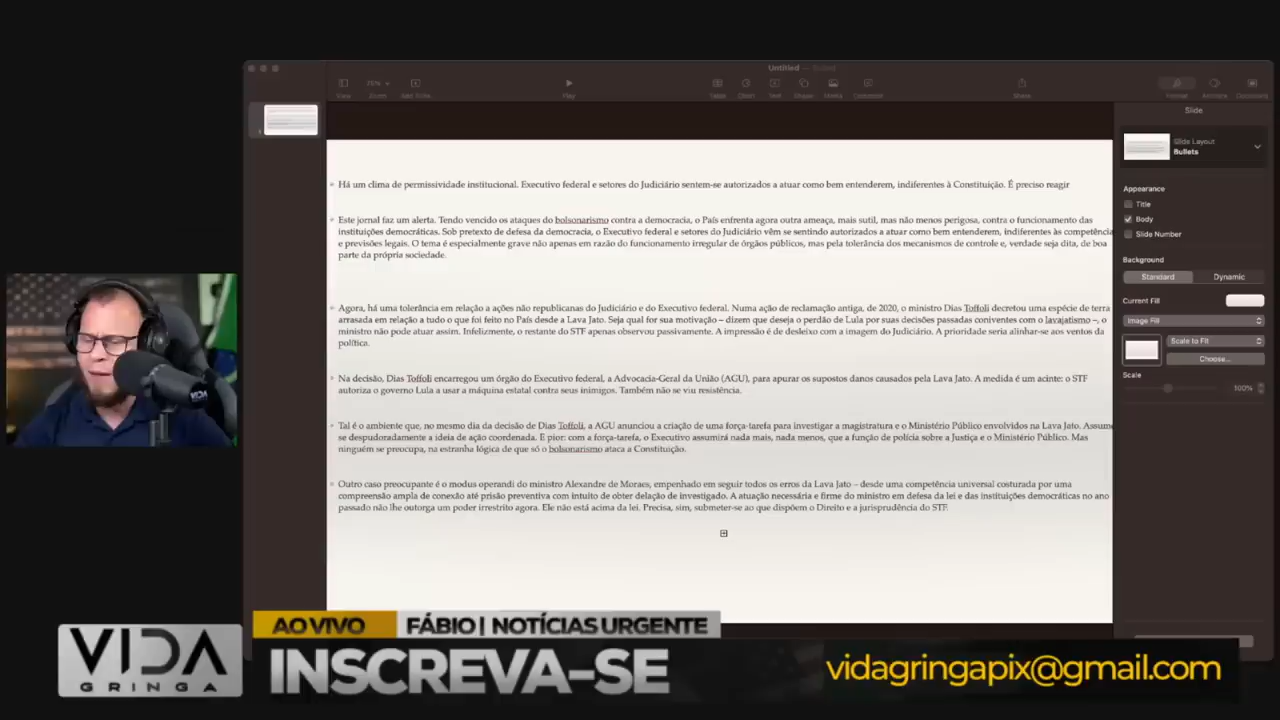 Untitled
View
Zoom
75%
Add Slide
Play
Table
Chart
Text
Shape
Media
Comment
Share
Format
Animate
Document
Slide
1
Slide Layout
Bullets
Appearance
Title
Body
Slide Number
Background
Standard
Dynamic
Current Fill
Image Fill
Scale to Fit
Choose...
Scale
100%
Há um clima de permissividade institucional. Executivo federal e setores do Judiciário sentem-se autorizados a atuar como bem entenderem, indiferentes à Constituição. É preciso reagir
Este jornal faz um alerta. Tendo vencido os ataques do bolsonarismo contra a democracia, o País enfrenta agora outra ameaça, mais sutil, mas não menos perigosa, contra o funcionamento das
instituições democráticas. Sob pretexto de defesa da democracia, o Executivo federal e setores do Judiciário vêm se sentindo autorizados a atuar como bem entenderem, indiferentes às competência
e previsões legais. O tema é especialmente grave não apenas em razão do funcionamento irregular de órgãos públicos, mas pela tolerância dos mecanismos de controle e, verdade seja dita, de boa
parte da própria sociedade.
Agora, há uma tolerância em relação a ações não republicanas do Judiciário e do Executivo federal. Numa ação de reclamação antiga, de 2020, o ministro Dias Toffoli decretou uma espécie de terra
arrasada em relação a tudo o que foi feito no País desde a Lava Jato. Seja qual for sua motivação – dizem que deseja o perdão de Lula por suas decisões passadas coniventes com o lavajatismo –, o
ministro não pode atuar assim. Infelizmente, o restante do STF apenas observou passivamente. A impressão é de desleixo com a imagem do Judiciário. A prioridade seria alinhar-se aos ventos da
política.
Na decisão, Dias Toffoli encarregou um órgão do Executivo federal, a Advocacia-Geral da União (AGU), para apurar os supostos danos causados pela Lava Jato. A medida é um acinte: o STF
autoriza o governo Lula a usar a máquina estatal contra seus inimigos. Também não se viu resistência.
Tal é o ambiente que, no mesmo dia da decisão de Dias Toffoli, a AGU anunciou a criação de uma força-tarefa para investigar a magistratura e o Ministério Público envolvidos na Lava Jato. Assume
se despudoradamente a ideia de ação coordenada. E pior: com a força-tarefa, o Executivo assumirá nada mais, nada menos, que a função de polícia sobre a Justiça e o Ministério Público. Mas
ninguém se preocupa, na estranha lógica de que só o bolsonarismo ataca a Constituição.
Outro caso preocupante é o modus operandi do ministro Alexandre de Moraes, empenhado em seguir todos os erros da Lava Jato – desde uma competência universal costurada por uma
compreensão ampla de conexão até prisão preventiva com intuito de obter delação de investigado. A atuação necessária e firme do ministro em defesa da lei e das instituições democráticas no ano
passado não lhe outorga um poder irrestrito agora. Ele não está acima da lei. Precisa, sim, submeter-se ao que dispõem o Direito e a jurisprudência do STF.
AO VIVO
FÁBIO | NOTÍCIAS URGENTE
VIDA
GRINGA
INSCREVA-SE
vidagringapix@gmail.com